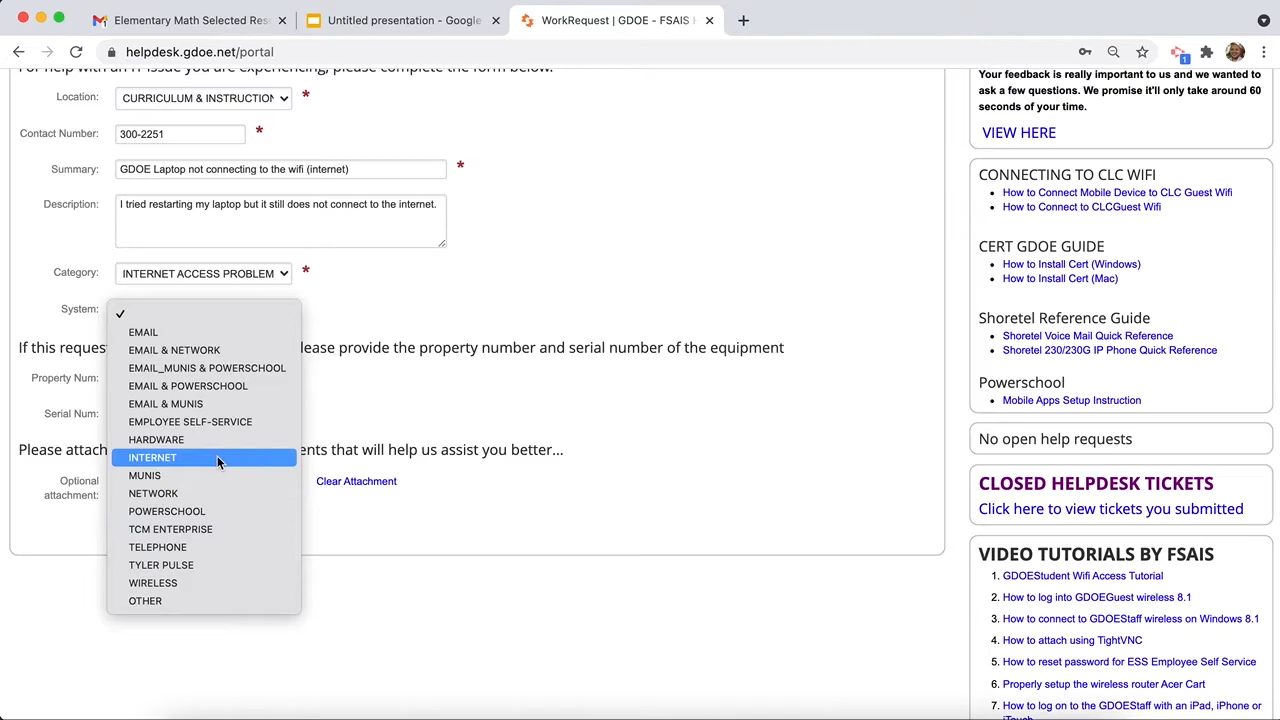 Elementary Math Selected Res
Untitled presentation - Google
WorkRequest | GDOE - FSAIS H
helpdesk.gdoe.net/portal
1
For help with an IT issue you are experiencing, please complete the form below.
Location: CURRICULUM & INSTRUCTION *
Contact Number: 300-2251 *
Summary: GDOE Laptop not connecting to the wifi (internet) *
Description: I tried restarting my laptop but it still does not connect to the internet.
Category: INTERNET ACCESS PROBLEM *
System: ✓
EMAIL
EMAIL & NETWORK
EMAIL_MUNIS & POWERSCHOOL
EMAIL & POWERSCHOOL
EMAIL & MUNIS
EMPLOYEE SELF-SERVICE
HARDWARE
INTERNET
MUNIS
NETWORK
POWERSCHOOL
TCM ENTERPRISE
TELEPHONE
TYLER PULSE
WIRELESS
OTHER
If this reques lease provide the property number and serial number of the equipment
Property Num:
Serial Num:
Please attach ents that will help us assist you better...
Optional
attachment:
Clear Attachment
Your feedback is really important to us and we wanted to
ask a few questions. We promise it'll only take around 60
seconds of your time.
VIEW HERE
CONNECTING TO CLC WIFI
• How to Connect Mobile Device to CLC Guest Wifi
• How to Connect to CLCGuest Wifi
CERT GDOE GUIDE
• How to Install Cert (Windows)
• How to Install Cert (Mac)
Shoretel Reference Guide
• Shoretel Voice Mail Quick Reference
• Shoretel 230/230G IP Phone Quick Reference
Powerschool
• Mobile Apps Setup Instruction
No open help requests
CLOSED HELPDESK TICKETS
Click here to view tickets you submitted
VIDEO TUTORIALS BY FSAIS
1. GDOEStudent Wifi Access Tutorial
2. How to log into GDOEGuest wireless 8.1
3. How to connect to GDOEStaff wireless on Windows 8.1
4. How to attach using TightVNC
5. How to reset password for ESS Employee Self Service
6. Properly setup the wireless router Acer Cart
7. How to log on to the GDOEStaff with an iPad, iPhone or
iTouch